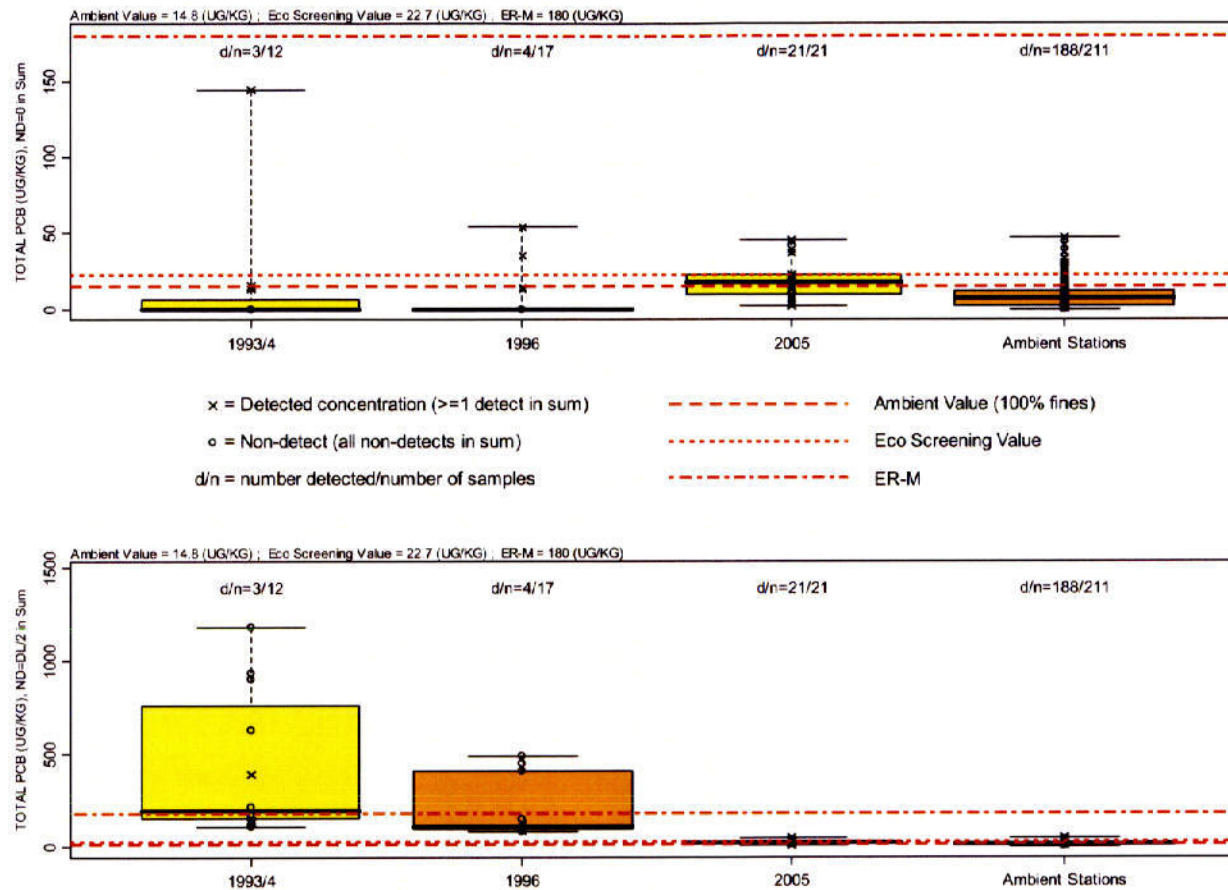 Ambient Value = 14.8 (UG/KG) ; Eco Screening Value = 22.7 (UG/KG) ; ER-M = 180 (UG/KG)
d/n=3/12 d/n=4/17 d/n=21/21 d/n=188/211
TOTAL PCB (UG/KG), ND=0 in Sum
150
100
50
0
1993/4 1996 2005 Ambient Stations
x = Detected concentration (>=1 detect in sum)
o = Non-detect (all non-detects in sum)
d/n = number detected/number of samples
Ambient Value (100% fines)
Eco Screening Value
ER-M
Ambient Value = 14.8 (UG/KG) ; Eco Screening Value = 22.7 (UG/KG) ; ER-M = 180 (UG/KG)
d/n=3/12 d/n=4/17 d/n=21/21 d/n=188/211
TOTAL PCB (UG/KG), ND=DL/2 in Sum
1500
1000
500
0
1993/4 1996 2005 Ambient Stations